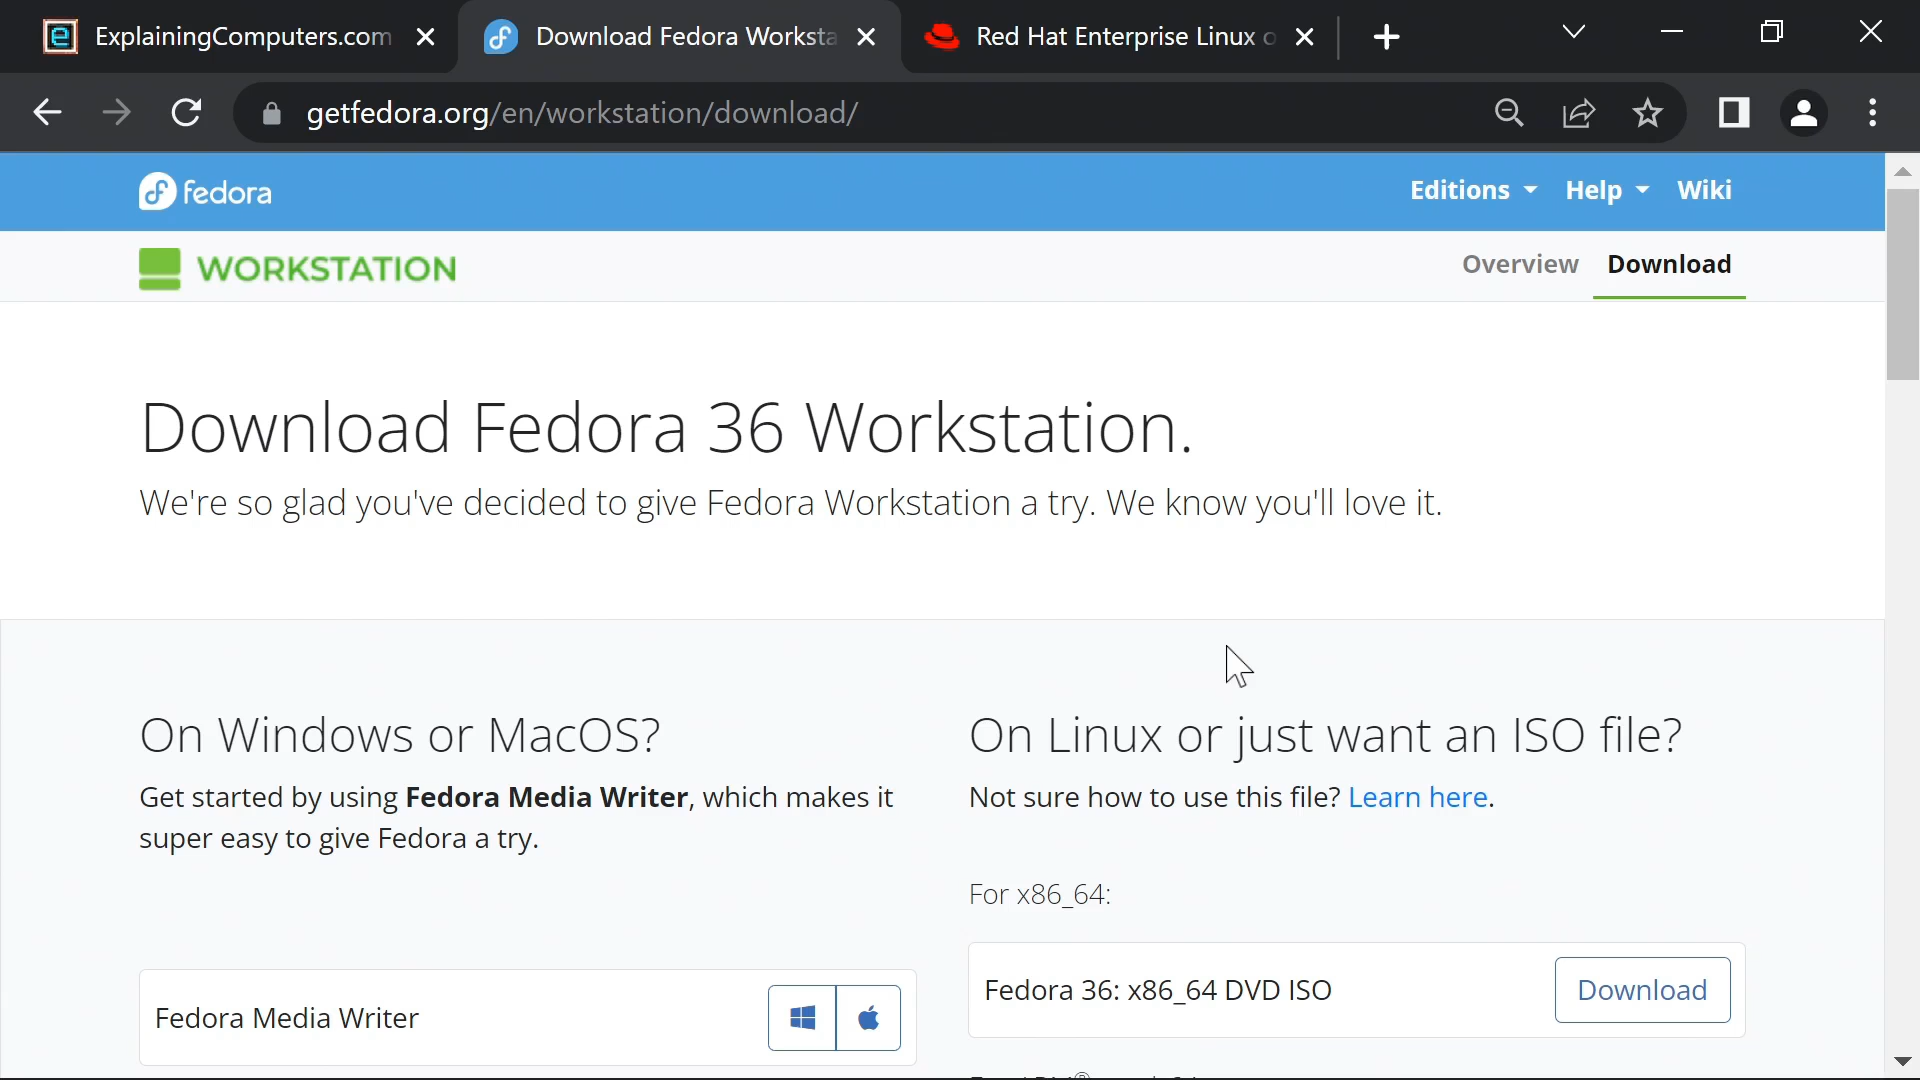 ExplainingComputers.com
Download Fedora Worksta
Red Hat Enterprise Linux o
getfedora.org/en/workstation/download/
fedora
Editions
Help
Wiki
WORKSTATION
Overview
Download
Download Fedora 36 Workstation.
We're so glad you've decided to give Fedora Workstation a try. We know you'll love it.
On Windows or MacOS?
Get started by using Fedora Media Writer, which makes it
super easy to give Fedora a try.
Fedora Media Writer
On Linux or just want an ISO file?
Not sure how to use this file? Learn here.
For x86_64:
Fedora 36: x86_64 DVD ISO
Download